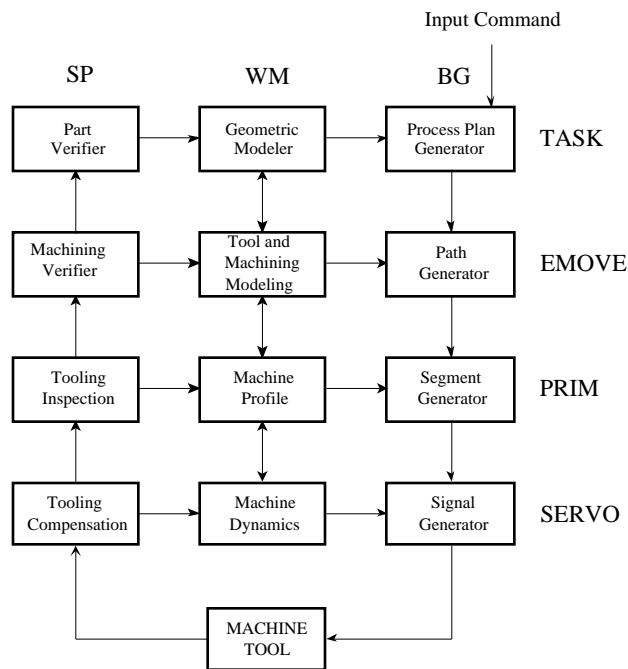 Input Command
SP
WM
BG
Part
Verifier
Geometric
Modeler
Process Plan
Generator
TASK
Machining
Verifier
Tool and
Machining
Modeling
Path
Generator
EMOVE
Tooling
Inspection
Machine
Profile
Segment
Generator
PRIM
Tooling
Compensation
Machine
Dynamics
Signal
Generator
SERVO
MACHINE
TOOL